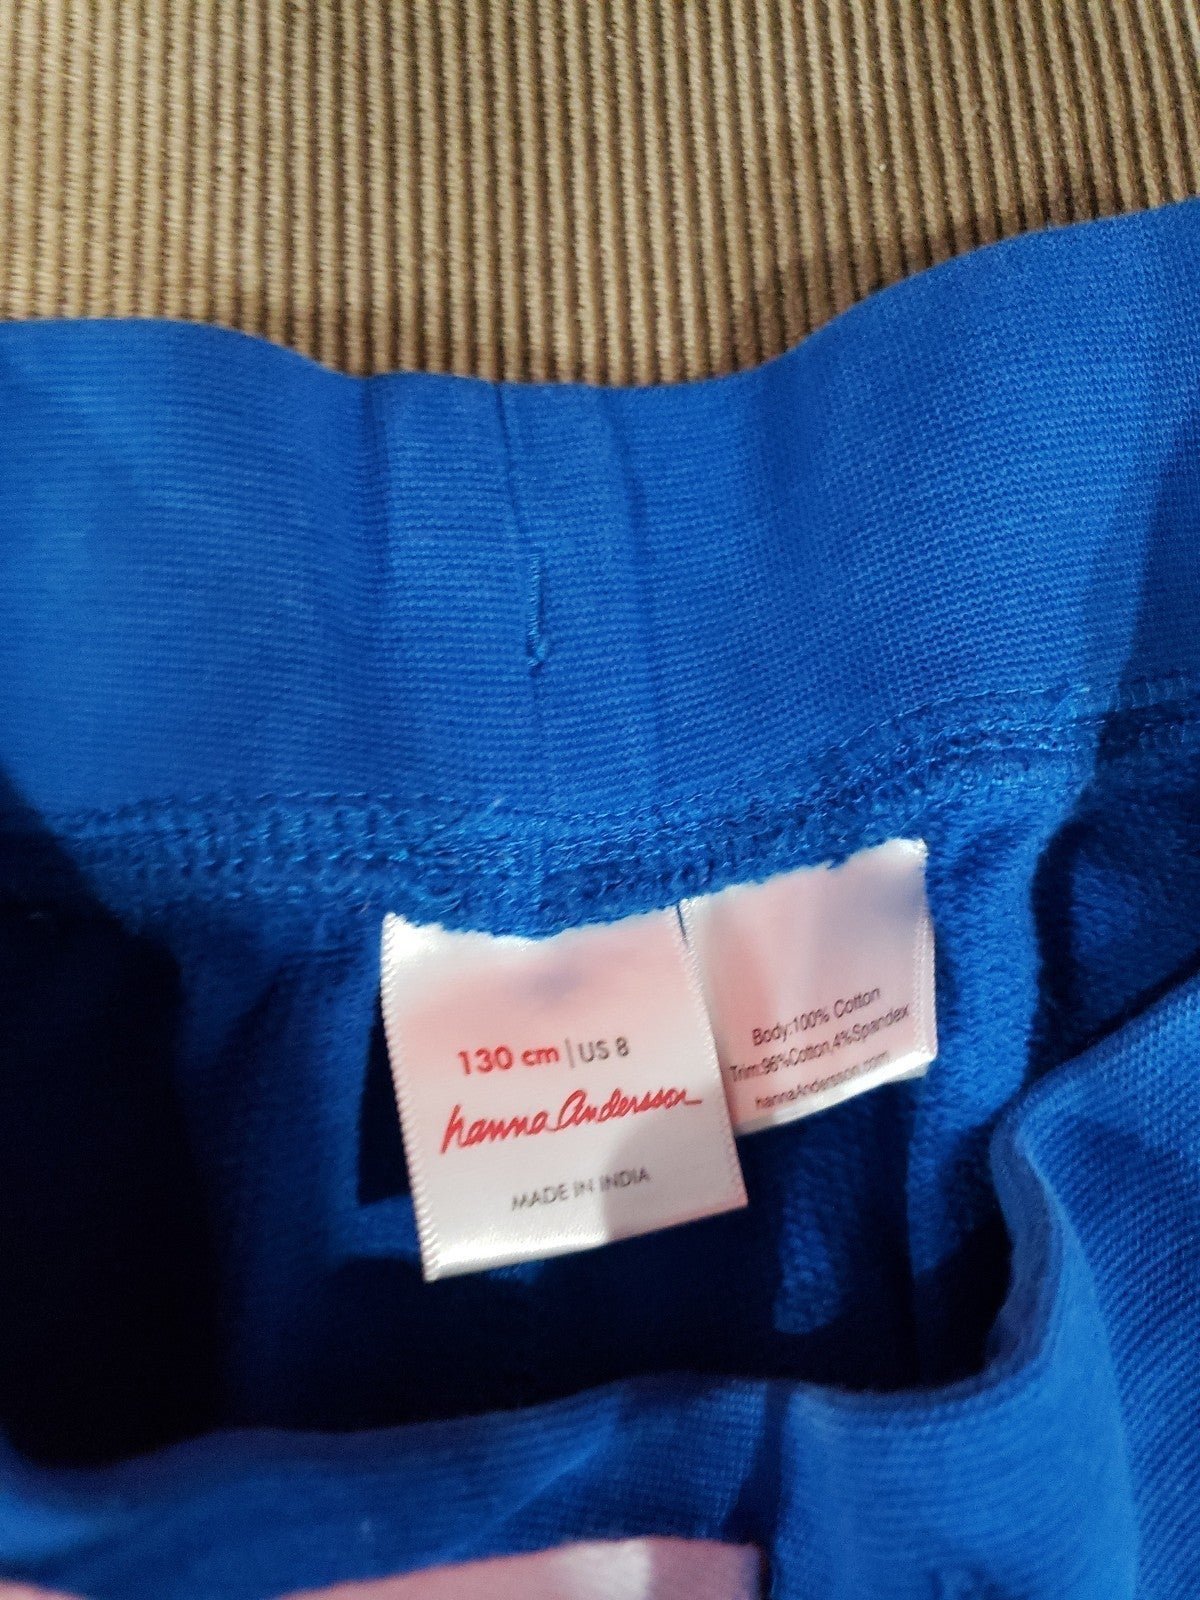 130 cm | US 8
hanna Andersson
MADE IN INDIA
Body:100% Cotton
Trim:96%Cotton,4%Spandex
hannaAndersson.com